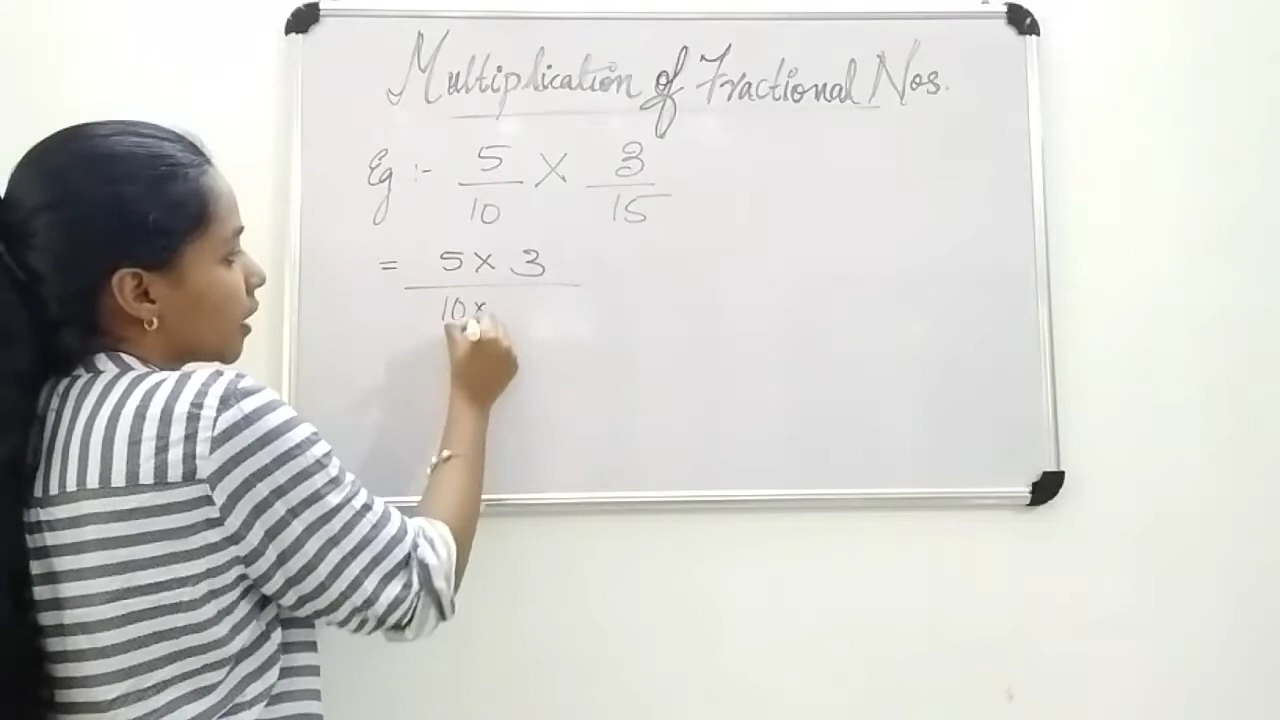 Multiplication of Fractional Nos.
Eg :- 5/10 X 3/15
= 5 x 3
10 x